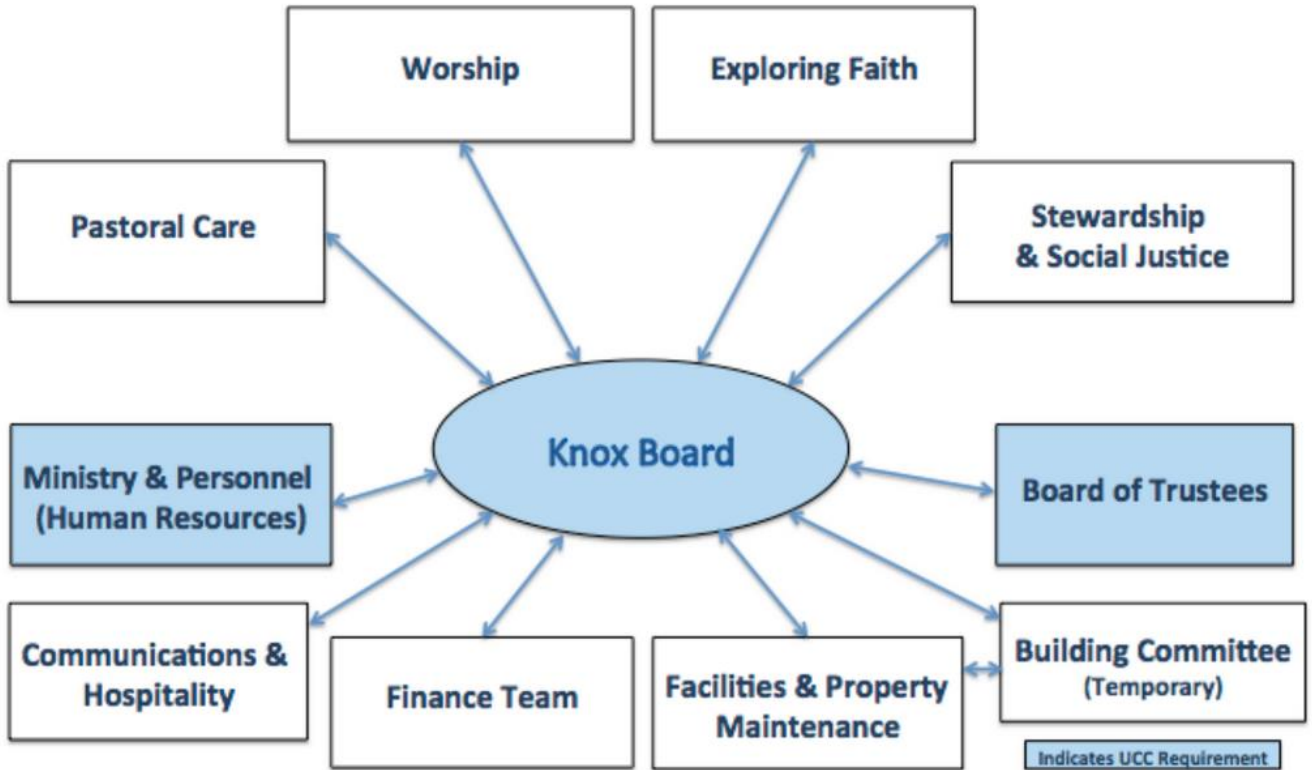 Worship
Exploring Faith
Pastoral Care
Stewardship
& Social Justice
Knox Board
Ministry & Personnel
(Human Resources)
Board of Trustees
Communications &
Hospitality
Finance Team
Facilities & Property
Maintenance
Building Committee
(Temporary)
Indicates UCC Requirement